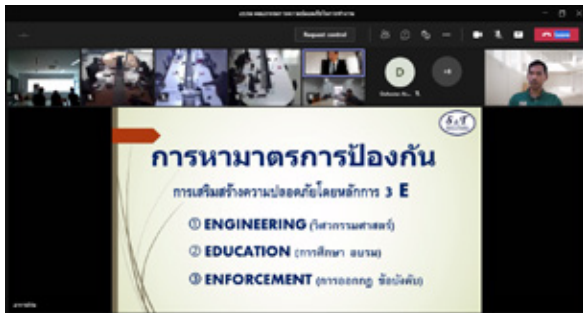 Request control
Leave
D
+8
S&T
การหามาตรการป้องกัน
การเสริมสร้างความปลอดภัยโดยหลักการ 3 E
① ENGINEERING (วิศวกรรมศาสตร์)
② EDUCATION (การศึกษา อบรม)
③ ENFORCEMENT (การออกกฎ ข้อบังคับ)